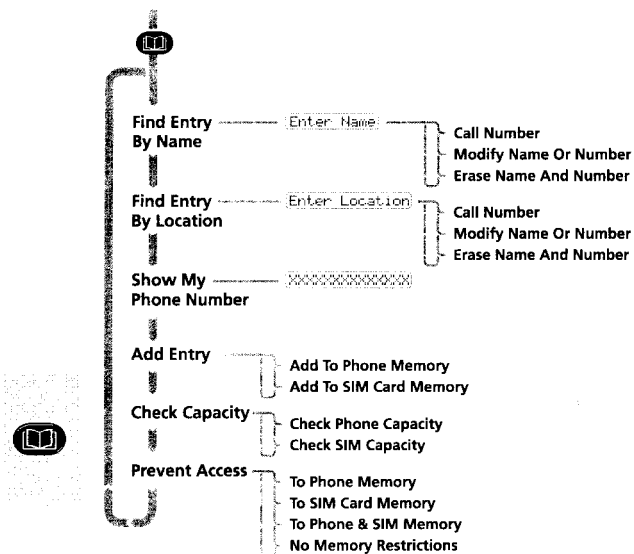 Find Entry
By Name
Enter Name
Call Number
Modify Name Or Number
Erase Name And Number
Find Entry
By Location
Enter Location
Call Number
Modify Name Or Number
Erase Name And Number
Show My
Phone Number
XXXXXXXXXXXXXX
Add Entry
Add To Phone Memory
Add To SIM Card Memory
Check Capacity
Check Phone Capacity
Check SIM Capacity
Prevent Access
To Phone Memory
To SIM Card Memory
To Phone & SIM Memory
No Memory Restrictions